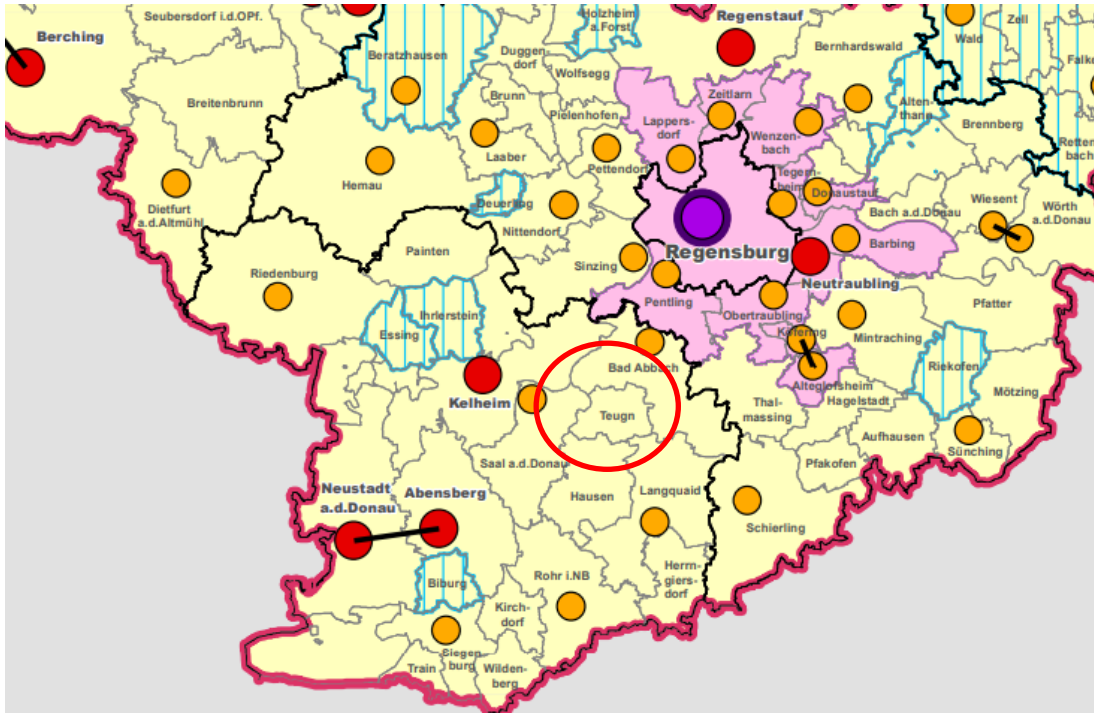 Seubersdorf i.d.OPf.
Holzheim
a.Forst
Regenstauf
Zell
Wald
Berching
Beratzhausen
Duggen-
dorf
Bernhardswald
Wolfsegg
Zeitlarn
Breitenbrunn
Brunn
Pielenhofen
Lappers-
dorf
Wenzen-
bach
Alten-
thann
Brennberg
Laaber
Hemau
Pettendorf
Tegern-
heim
Donaustauf
Dietfurt
a.d.Altmühl
Deuerling
Nittendorf
Bach a.d.Donau
Wiesent
Wörth
a.d.Donau
Barbing
Painten
Regensburg
Riedenburg
Sinzing
Neutraubling
Pentling
Obertraubling
Pfatter
Essing
Ihrlerstein
Köfering
Mintraching
Bad Abbach
Riekofen
Kelheim
Alteglofsheim
Hagelstadt
Mötzing
Teugn
Thal-
massing
Aufhausen
Sünching
Saal a.d.Donau
Pfakofen
Neustadt
a.d.Donau
Abensberg
Hausen
Langquaid
Schierling
Biburg
Rohr i.NB
Herrn-
giers-
dorf
Kirch-
dorf
Siegen
burg
Train
Wilden-
berg